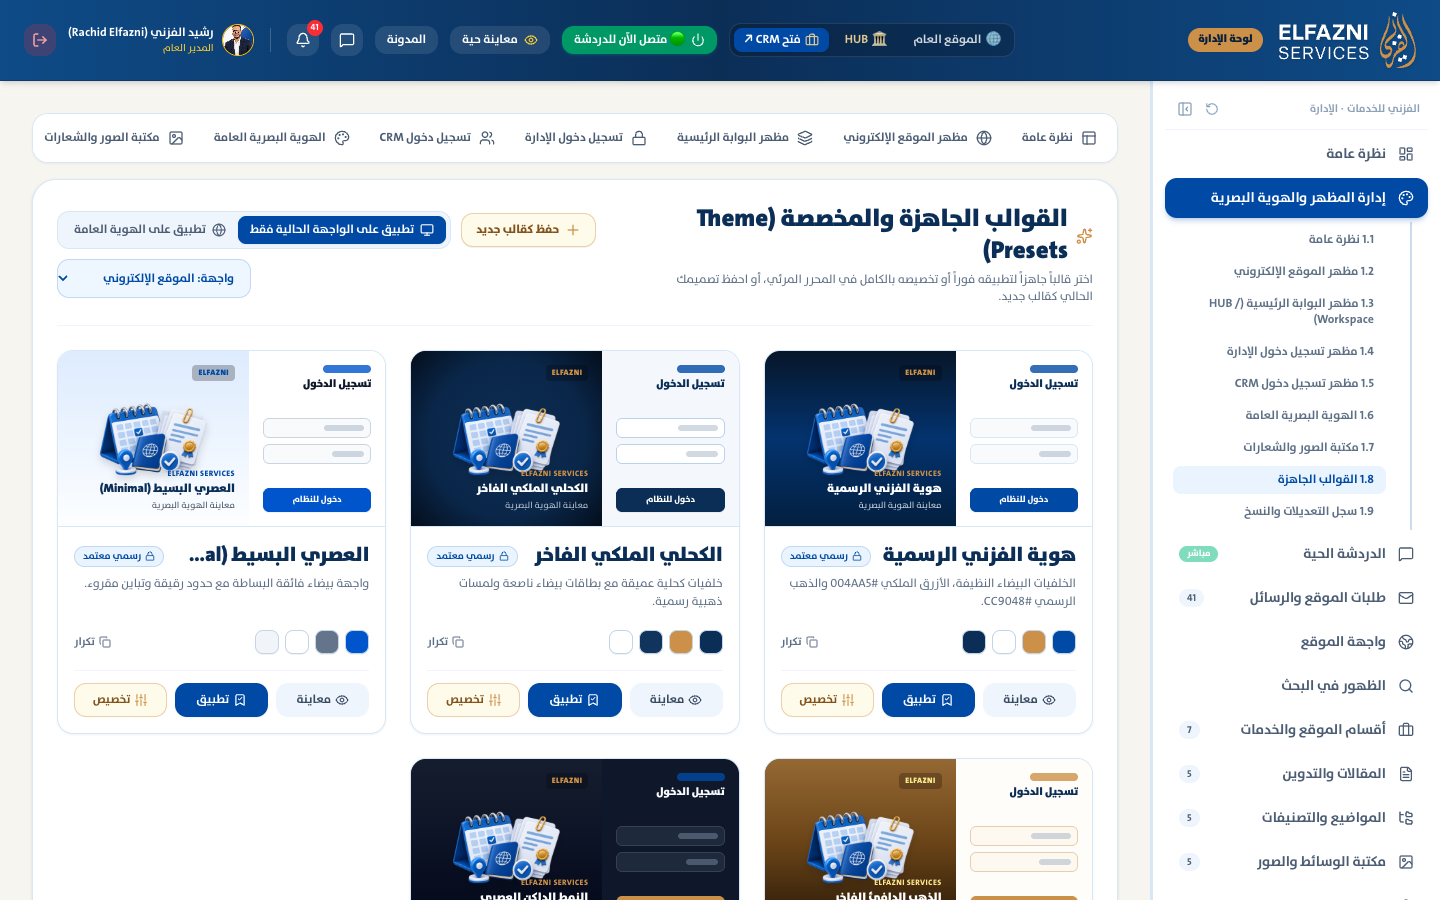 ELFAZNI
SERVICES
لوحة الإدارة
الموقع العام
HUB
فتح CRM ↗
متصل الآن للدردشة
معاينة حية
المدونة
41
رشيد الفزني (Rachid Elfazni)
المدير العام
الفزني للخدمات · الإدارة
نظرة عامة
إدارة المظهر والهوية البصرية
1.1 نظرة عامة
1.2 مظهر الموقع الإلكتروني
1.3 مظهر البوابة الرئيسية (HUB /
Workspace)
1.4 مظهر تسجيل دخول الإدارة
1.5 مظهر تسجيل دخول CRM
1.6 الهوية البصرية العامة
1.7 مكتبة الصور والشعارات
1.8 القوالب الجاهزة
1.9 سجل التعديلات والنسخ
الدردشة الحية
مباشر
طلبات الموقع والرسائل
41
واجهة الموقع
الظهور في البحث
أقسام الموقع والخدمات
7
المقالات والتدوين
5
المواضيع والتصنيفات
5
مكتبة الوسائط والصور
5
نظرة عامة
مظهر الموقع الإلكتروني
مظهر البوابة الرئيسية
تسجيل دخول الإدارة
تسجيل دخول CRM
الهوية البصرية العامة
مكتبة الصور والشعارات
القوالب الجاهزة والمخصصة (Theme
Presets)
اختر قالباً جاهزاً لتطبيقه فوراً أو تخصيصه بالكامل في المحرر المرئي، أو احفظ تصميمك
الحالي كقالب جديد.
حفظ كقالب جديد
تطبيق على الواجهة الحالية فقط
تطبيق على الهوية العامة
واجهة: الموقع الإلكتروني
تسجيل الدخول
دخول للنظام
ELFAZNI
ELFAZNI SERVICES
هوية الفزني الرسمية
معاينة الهوية البصرية
هوية الفزني الرسمية
رسمي معتمد
الخلفيات البيضاء النظيفة، الأزرق الملكي #004AA5 والذهب
الرسمي #CC9048.
تكرار
معاينة
تطبيق
تخصيص
تسجيل الدخول
دخول للنظام
ELFAZNI
ELFAZNI SERVICES
الكحلي الملكي الفاخر
معاينة الهوية البصرية
الكحلي الملكي الفاخر
رسمي معتمد
خلفيات كحلية عميقة مع بطاقات بيضاء ناصعة ولمسات
ذهبية رسمية.
تكرار
معاينة
تطبيق
تخصيص
تسجيل الدخول
دخول للنظام
ELFAZNI
ELFAZNI SERVICES
العصري البسيط (Minimal)
معاينة الهوية البصرية
العصري البسيط (al...
رسمي معتمد
واجهة بيضاء فائقة البساطة مع حدود رقيقة وتباين مقروء.
تكرار
معاينة
تطبيق
تخصيص
تسجيل الدخول
ELFAZNI
ELFAZNI SERVICES
الذهب الدافئ الفاخر
تسجيل الدخول
ELFAZNI
ELFAZNI SERVICES
النمط الداكن العصري